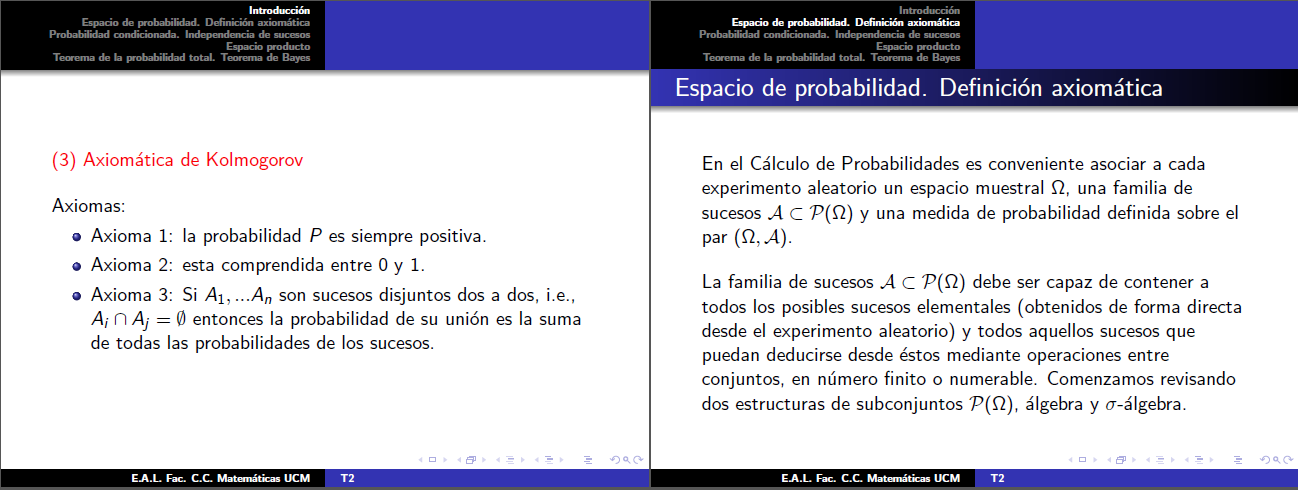 Introducción
Espacio de probabilidad. Definición axiomática
Probabilidad condicionada. Independencia de sucesos
Espacio producto
Teorema de la probabilidad total. Teorema de Bayes
(3) Axiomática de Kolmogorov
Axiomas:
Axioma 1: la probabilidad P es siempre positiva.
Axioma 2: esta comprendida entre 0 y 1.
Axioma 3: Si A₁, ...Aₙ son sucesos disjuntos dos a dos, i.e.,
Aᵢ ∩ Aⱼ = ∅ entonces la probabilidad de su unión es la suma
de todas las probabilidades de los sucesos.
E.A.L. Fac. C.C. Matemáticas UCM
T2
Introducción
Espacio de probabilidad. Definición axiomática
Probabilidad condicionada. Independencia de sucesos
Espacio producto
Teorema de la probabilidad total. Teorema de Bayes
Espacio de probabilidad. Definición axiomática
En el Cálculo de Probabilidades es conveniente asociar a cada
experimento aleatorio un espacio muestral Ω, una familia de
sucesos 𝒜 ⊂ 𝒫(Ω) y una medida de probabilidad definida sobre el
par (Ω, 𝒜).
La familia de sucesos 𝒜 ⊂ 𝒫(Ω) debe ser capaz de contener a
todos los posibles sucesos elementales (obtenidos de forma directa
desde el experimento aleatorio) y todos aquellos sucesos que
puedan deducirse desde éstos mediante operaciones entre
conjuntos, en número finito o numerable. Comenzamos revisando
dos estructuras de subconjuntos 𝒫(Ω), álgebra y σ-álgebra.
E.A.L. Fac. C.C. Matemáticas UCM
T2